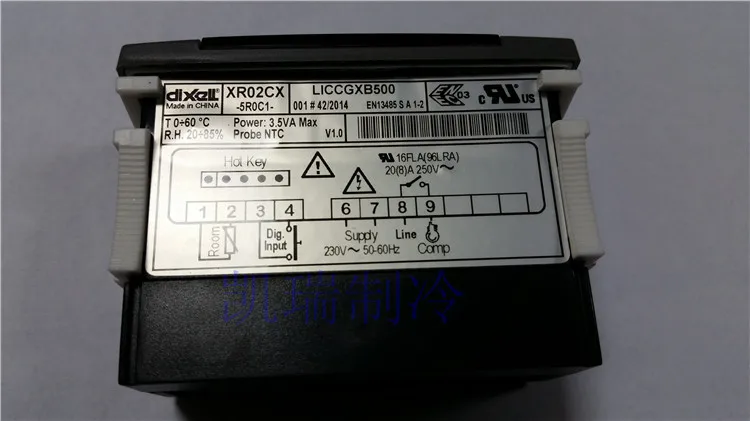 dixell XR02CX LICCGXB500
Made in CHINA -5R0C1- 001 # 42/2014 EN13485 S A 1-2 03 c US
T 0÷60 °C Power: 3.5VA Max
R.H. 20÷85% Probe NTC V1.0
Hot Key
16FLA(96LRA)
20(8)A 250V~
1 2 3 4 6 7 8 9
Room Dig. Input Supply Line Comp
230V~ 50-60Hz
凯瑞制冷